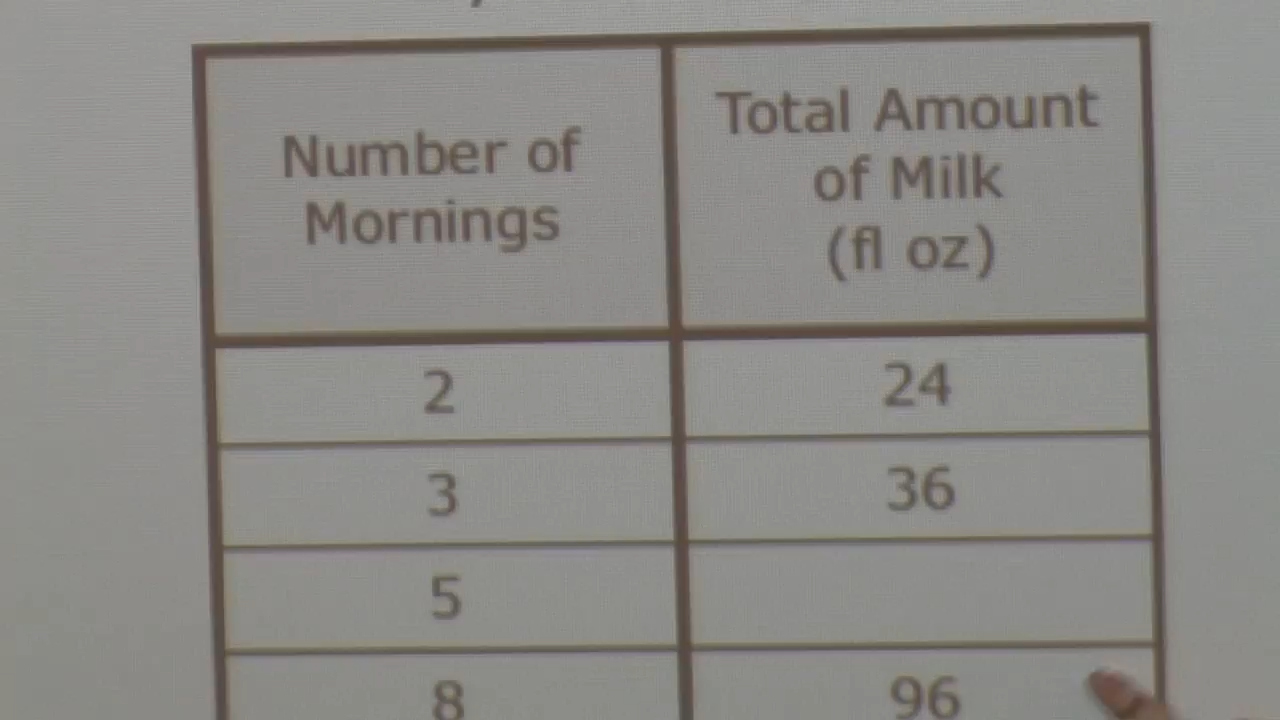 Number of
Mornings
Total Amount
of Milk
(fl oz)
2
24
3
36
5
8
96